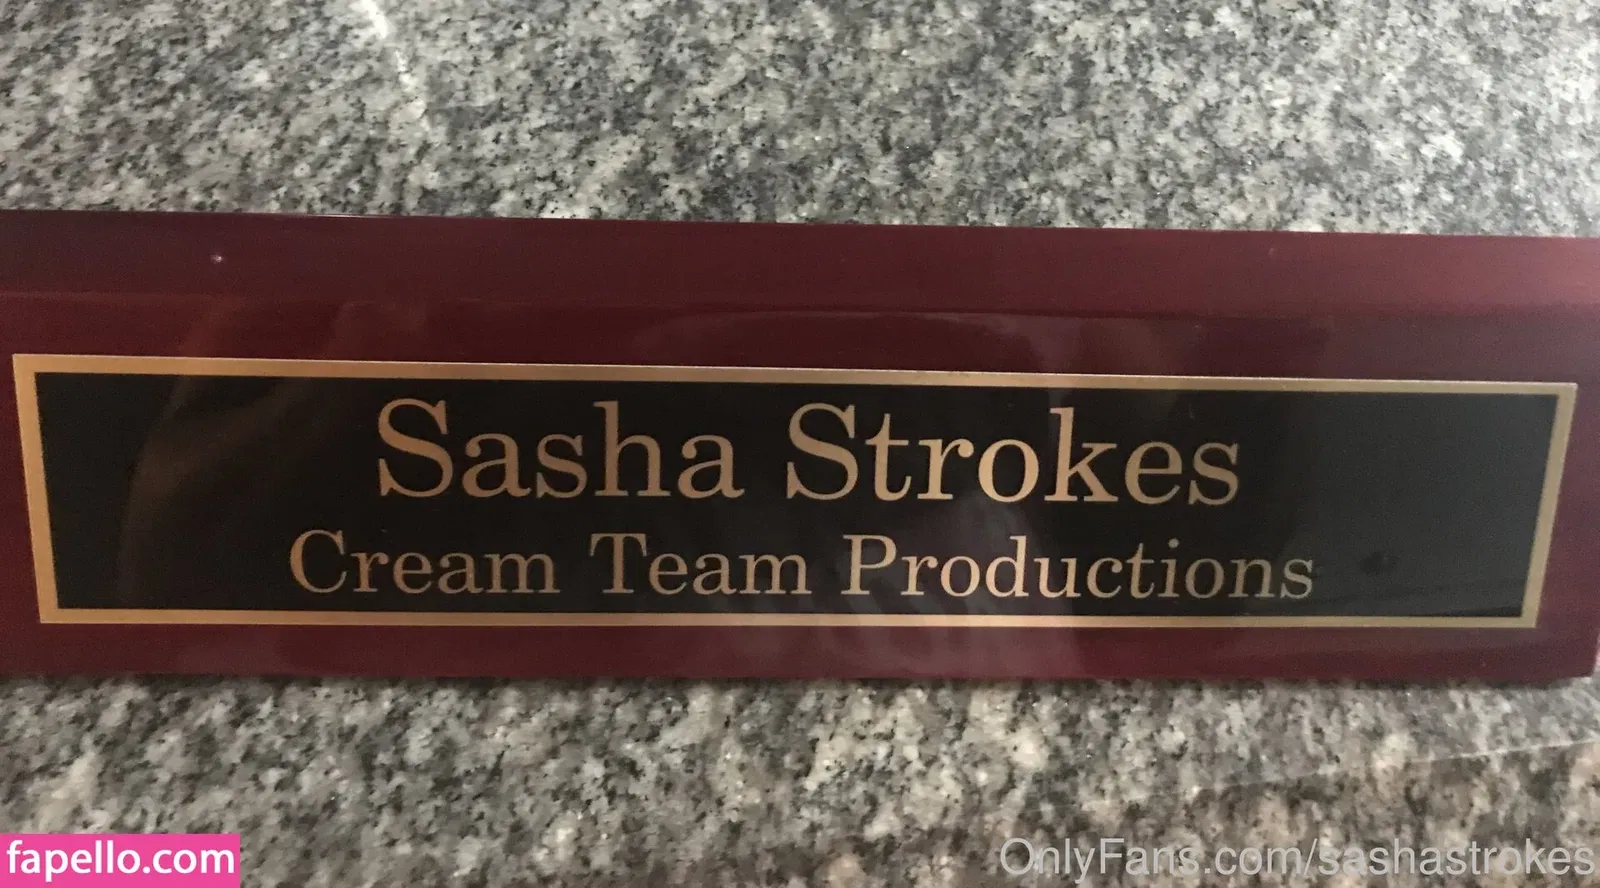 Sasha Strokes
Cream Team Productions
fapello.com
OnlyFans.com/sashastrokes